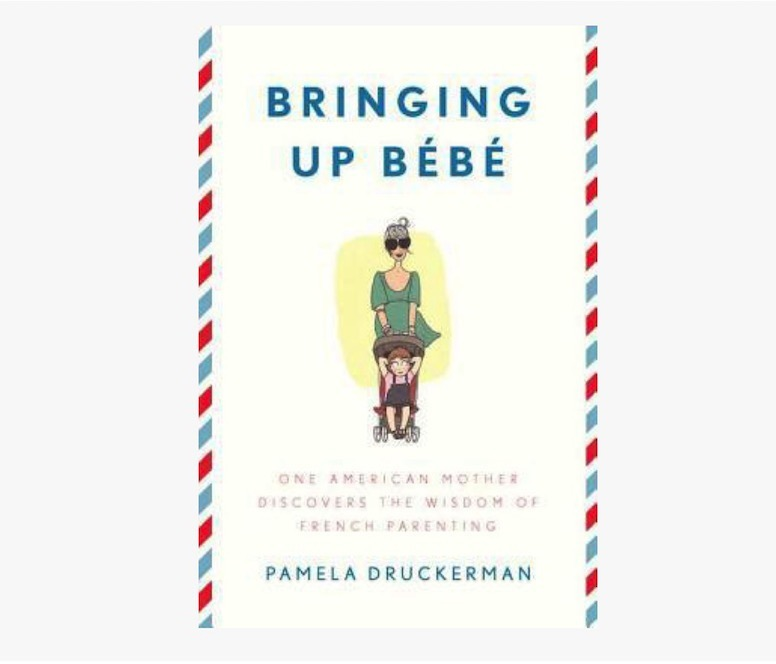 BRINGING
UP BÉBÉ
ONE AMERICAN MOTHER
DISCOVERS THE WISDOM OF
FRENCH PARENTING
PAMELA DRUCKERMAN